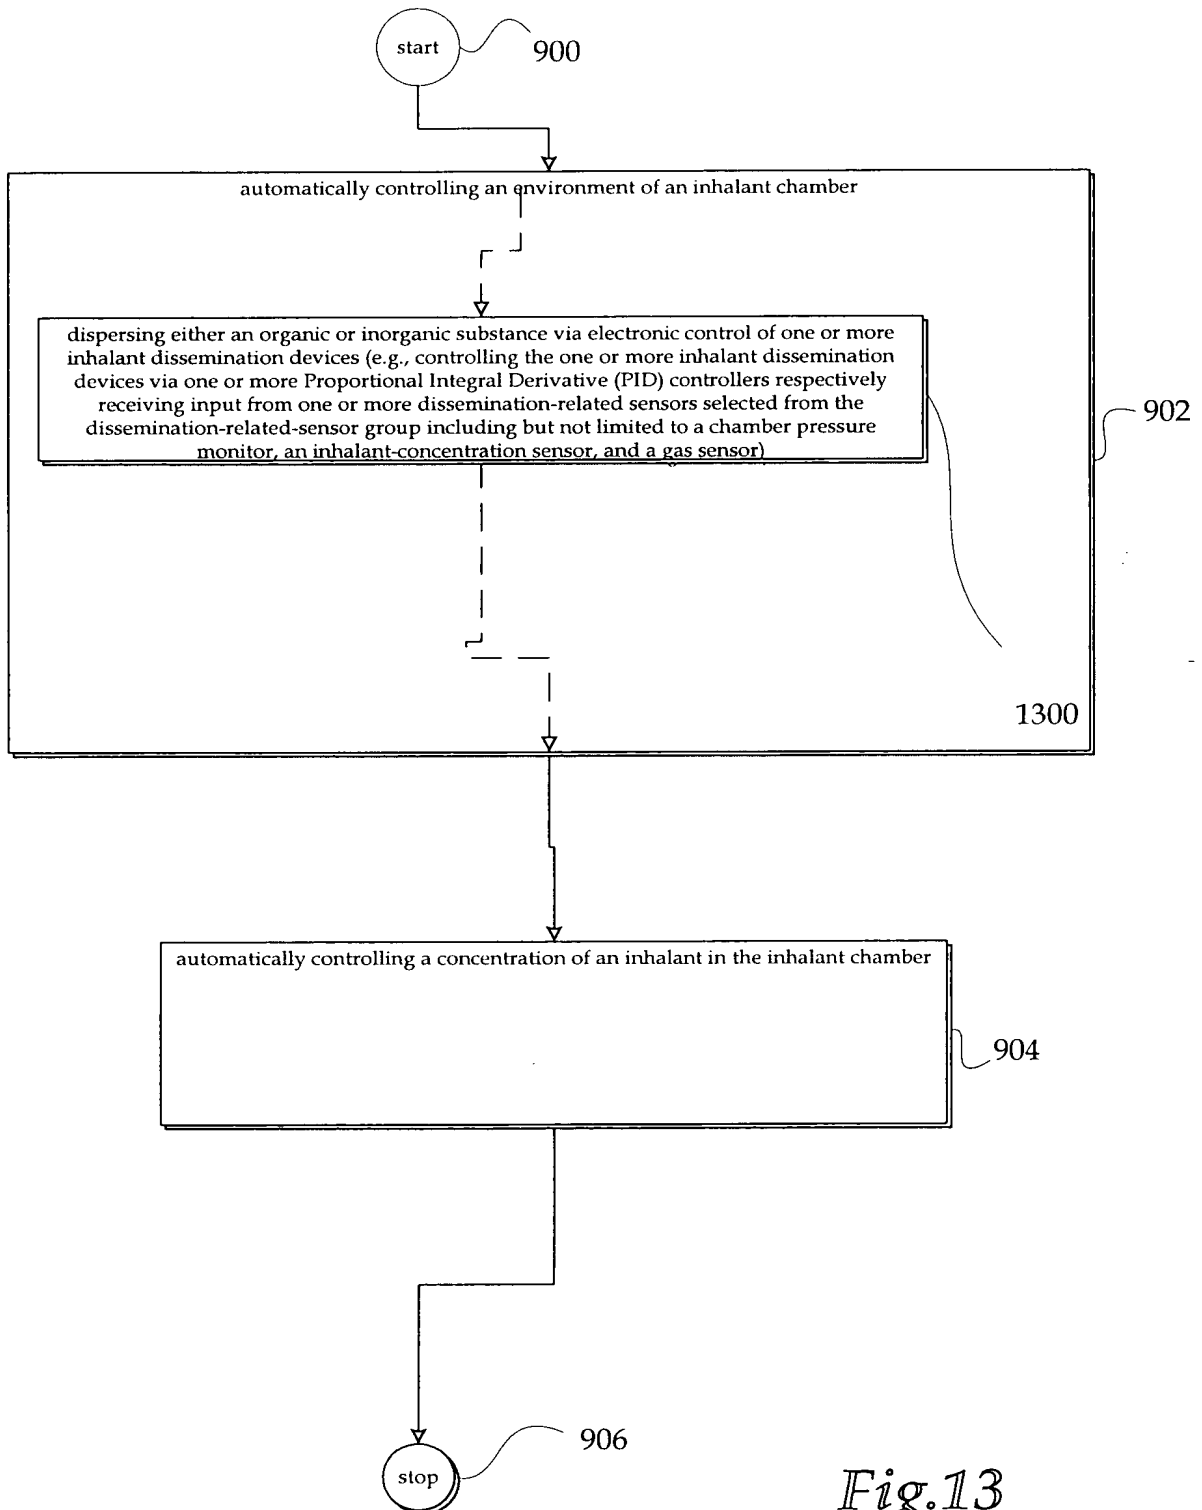 start
900
automatically controlling an environment of an inhalant chamber
dispersing either an organic or inorganic substance via electronic control of one or more
inhalant dissemination devices (e.g., controlling the one or more inhalant dissemination
devices via one or more Proportional Integral Derivative (PID) controllers respectively
receiving input from one or more dissemination-related sensors selected from the
dissemination-related-sensor group including but not limited to a chamber pressure
monitor, an inhalant-concentration sensor, and a gas sensor)
902
1300
automatically controlling a concentration of an inhalant in the inhalant chamber
904
906
stop
Fig.13